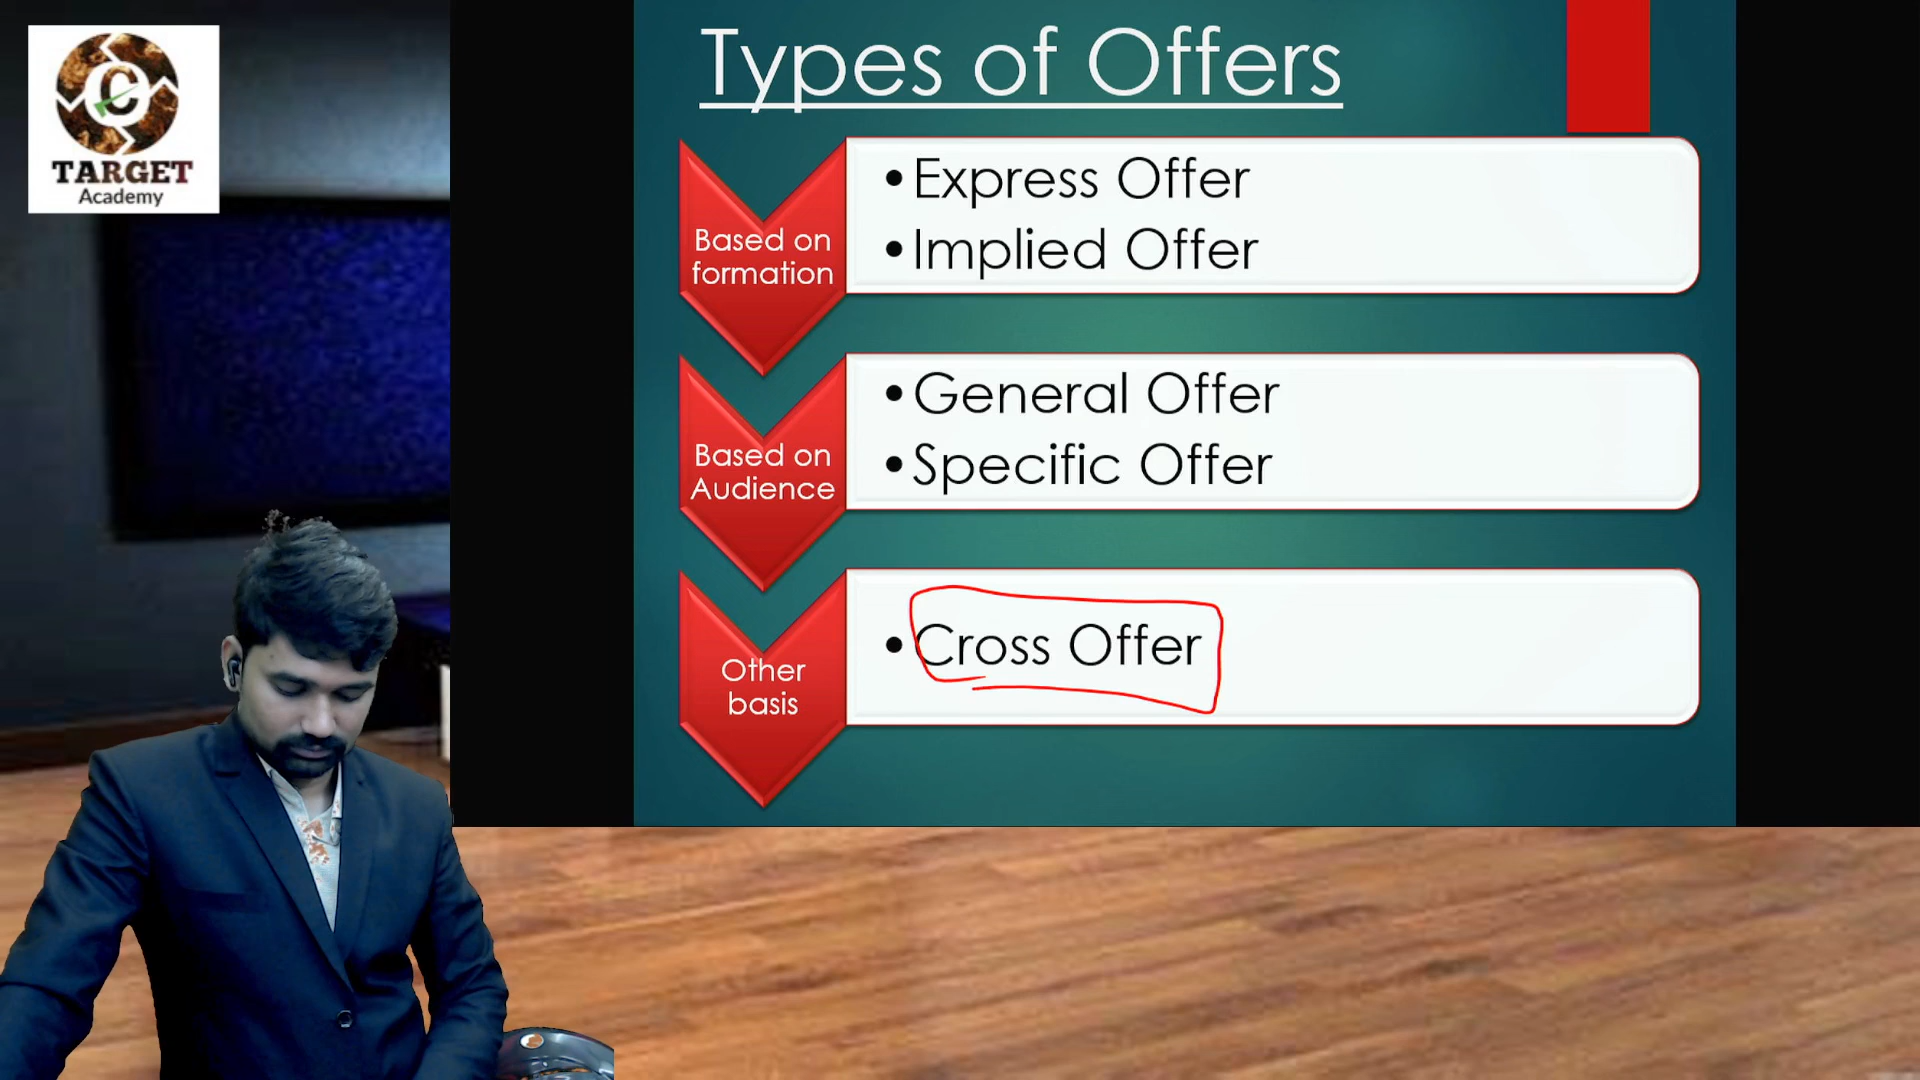 TARGET
Academy
Types of Offers
Based on
formation
•Express Offer
•Implied Offer
Based on
Audience
•General Offer
•Specific Offer
Other
basis
•Cross Offer